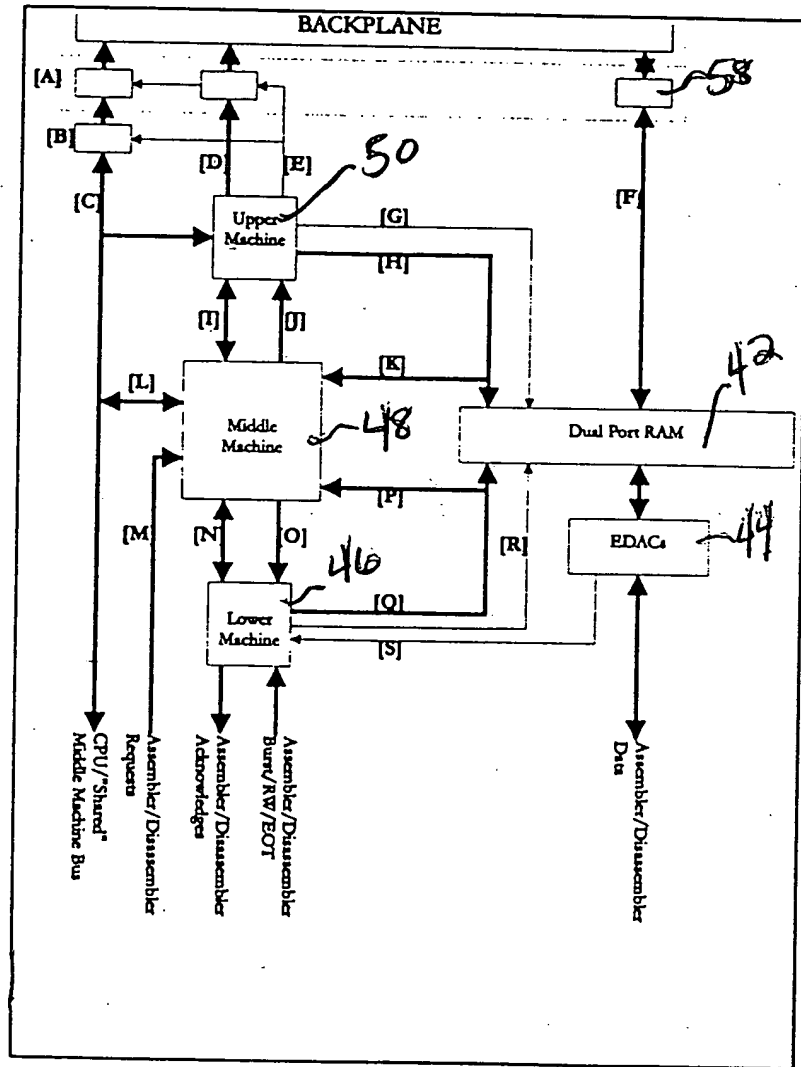 BACKPLANE
[A]
58
[B]
[D]
[E]
50
[C]
Upper
Machine
[G]
[F]
[H]
[I]
[J]
[K]
42
[L]
Middle
Machine
48
Dual Port RAM
[P]
[M]
[N]
[O]
[R]
EDACs
44
46
[Q]
Lower
Machine
[S]
CPU/"Shared"
Middle Machine Bus
Assembler/Disassembler
Requests
Assembler/Disassembler
Acknowledges
Assembler/Disassembler
Burst/RW/EOT
Assembler/Disassembler
Data